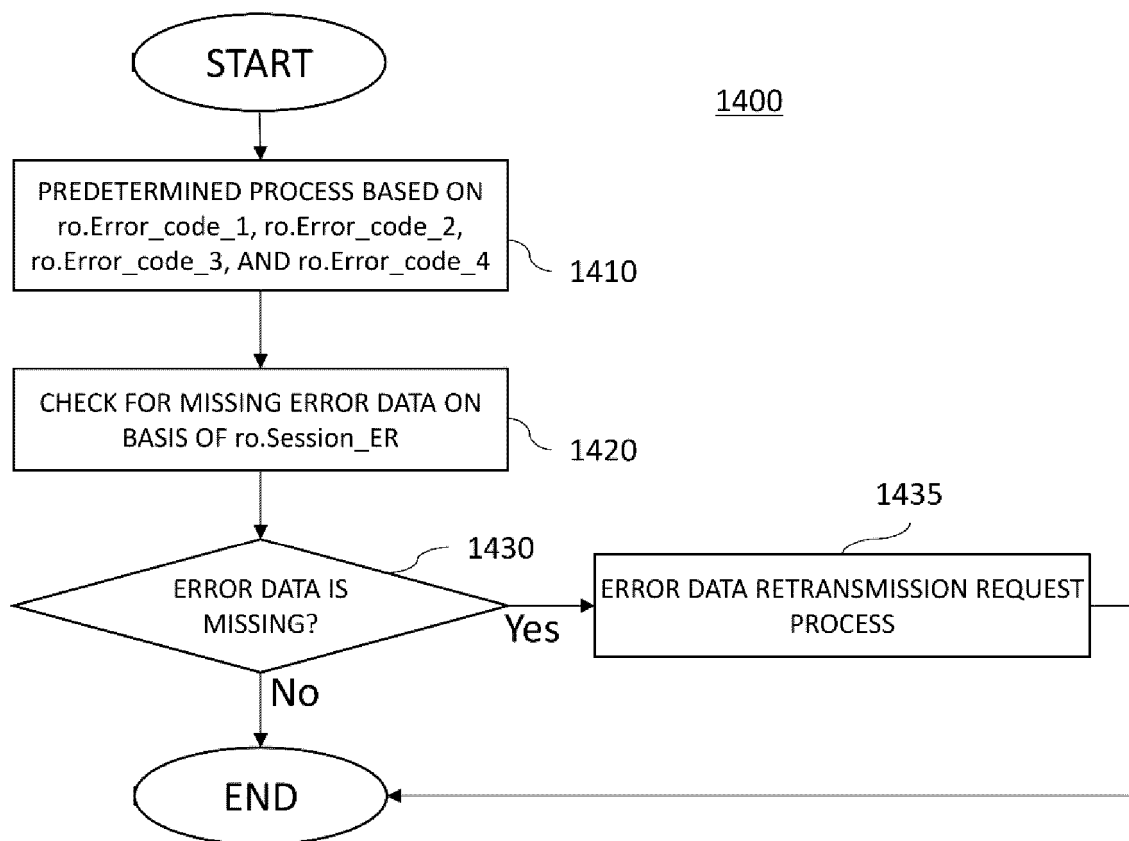 START
1400
PREDETERMINED PROCESS BASED ON
ro.Error_code_1, ro.Error_code_2,
ro.Error_code_3, AND ro.Error_code_4
1410
CHECK FOR MISSING ERROR DATA ON
BASIS OF ro.Session_ER
1420
1430
ERROR DATA IS
MISSING?
Yes
1435
ERROR DATA RETRANSMISSION REQUEST
PROCESS
No
END